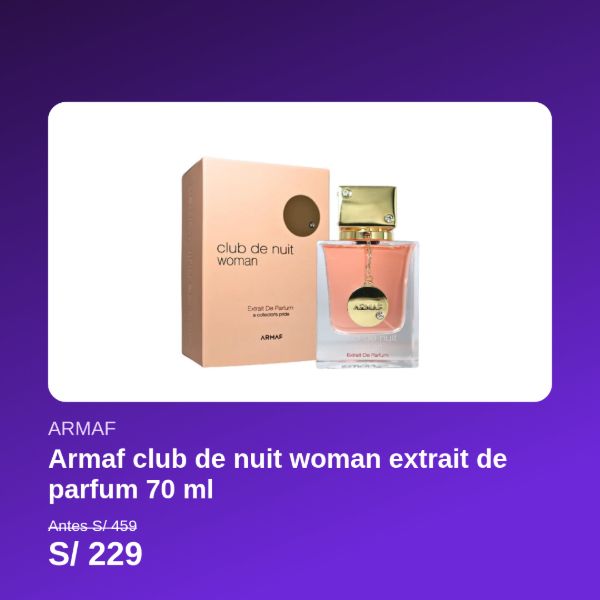 club de nuit
woman
Extrait De Parfum
a collectors pride
ARMAF
ARMAF
Extrait De Parfum
ARMAF
Armaf club de nuit woman extrait de
parfum 70 ml
Antes S/ 459
S/ 229